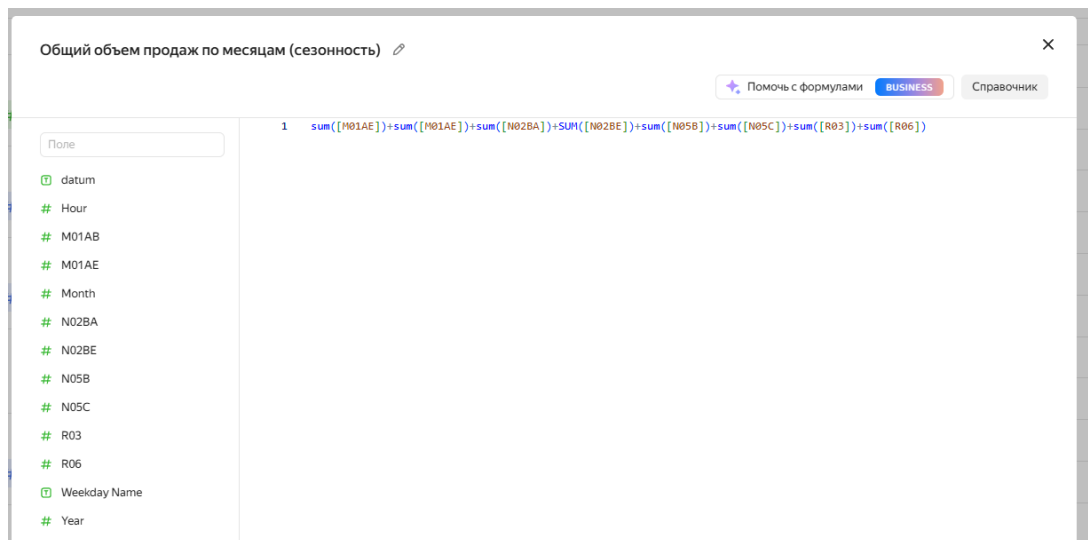 Общий объем продаж по месяцам (сезонность)
Помочь с формулами BUSINESS Справочник
1 sum([M01AE])+sum([M01AE])+sum([N02BA])+SUM([N02BE])+sum([N05B])+sum([N05C])+sum([R03])+sum([R06])
Поле
datum
# Hour
# M01AB
# M01AE
# Month
# N02BA
# N02BE
# N05B
# N05C
# R03
# R06
Weekday Name
# Year